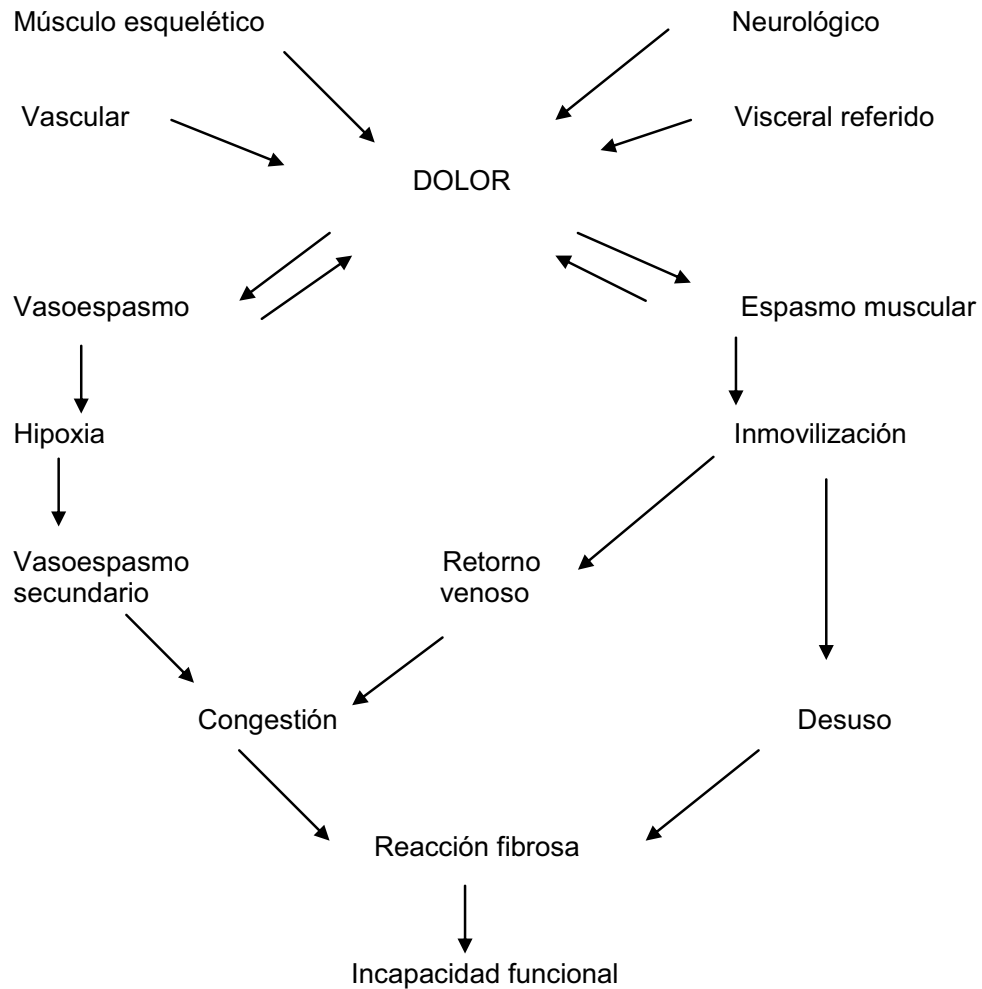 Músculo esquelético
Neurológico
Vascular
Visceral referido
DOLOR
Vasoespasmo
Espasmo muscular
Hipoxia
Inmovilización
Vasoespasmo
secundario
Retorno
venoso
Congestión
Desuso
Reacción fibrosa
Incapacidad funcional